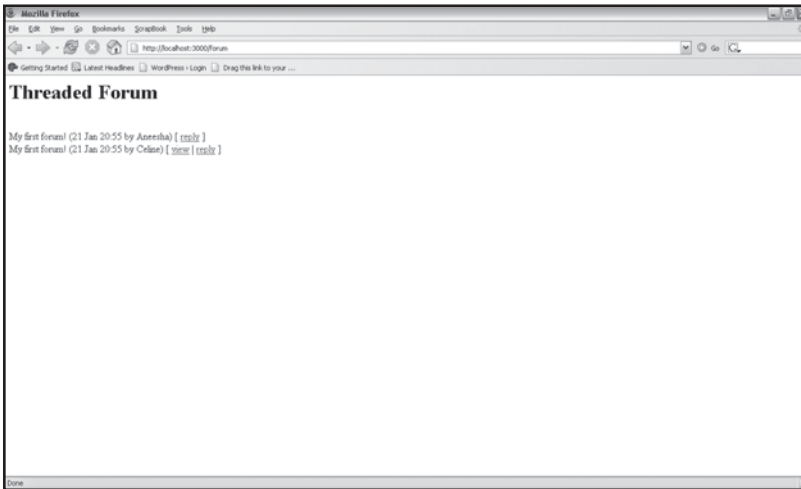 Mozilla Firefox
File Edit View Go Bookmarks ScrapBook Tools Help
http://localhost:3000/forum Go
Getting Started Latest Headlines WordPress › Login Drag this link to your ...
Threaded Forum
My first forum! (21 Jan 20:55 by Aneesha) [ reply ]
My first forum! (21 Jan 20:55 by Celine) [ view | reply ]
Done